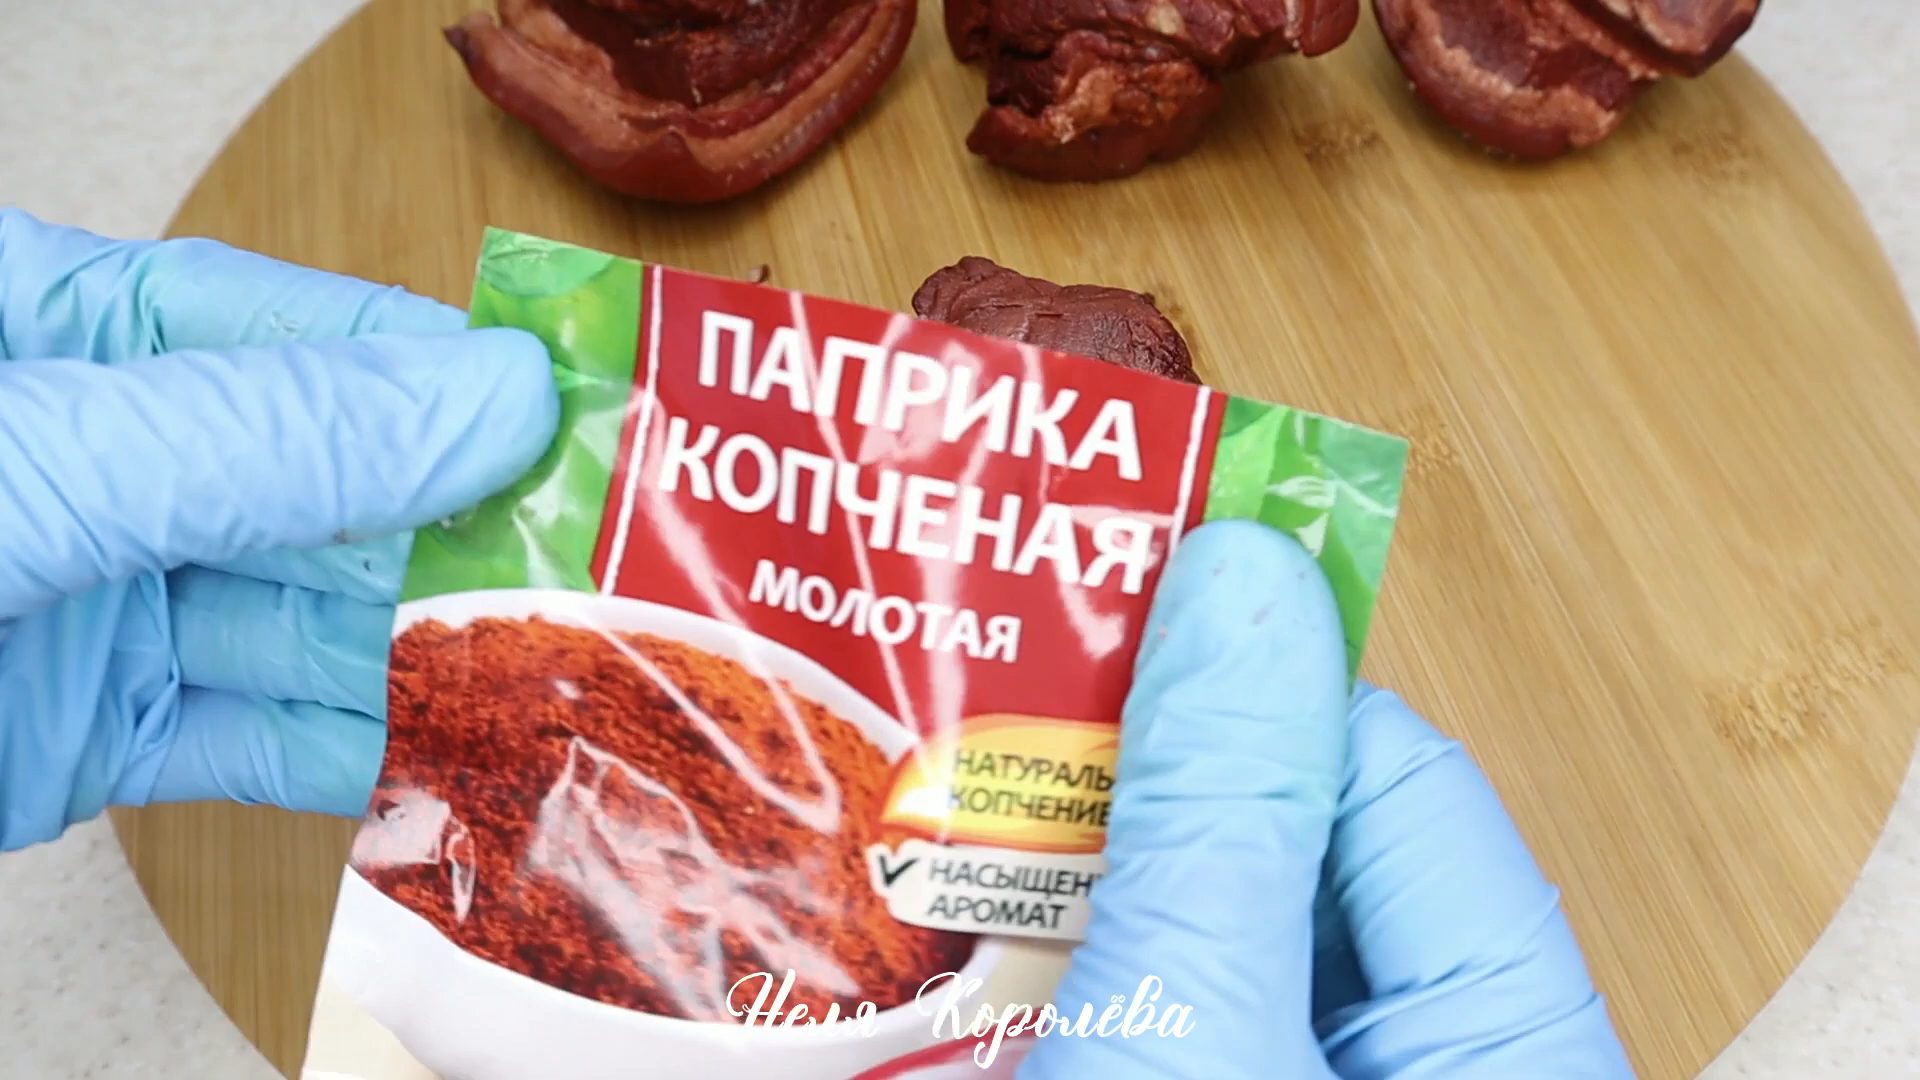 ПАПРИКА
КОПЧЕНАЯ
МОЛОТАЯ
НАТУРАЛЬ
КОПЧЕНИЕ
НАСЫЩЕН
АРОМАТ
Неля Королёва